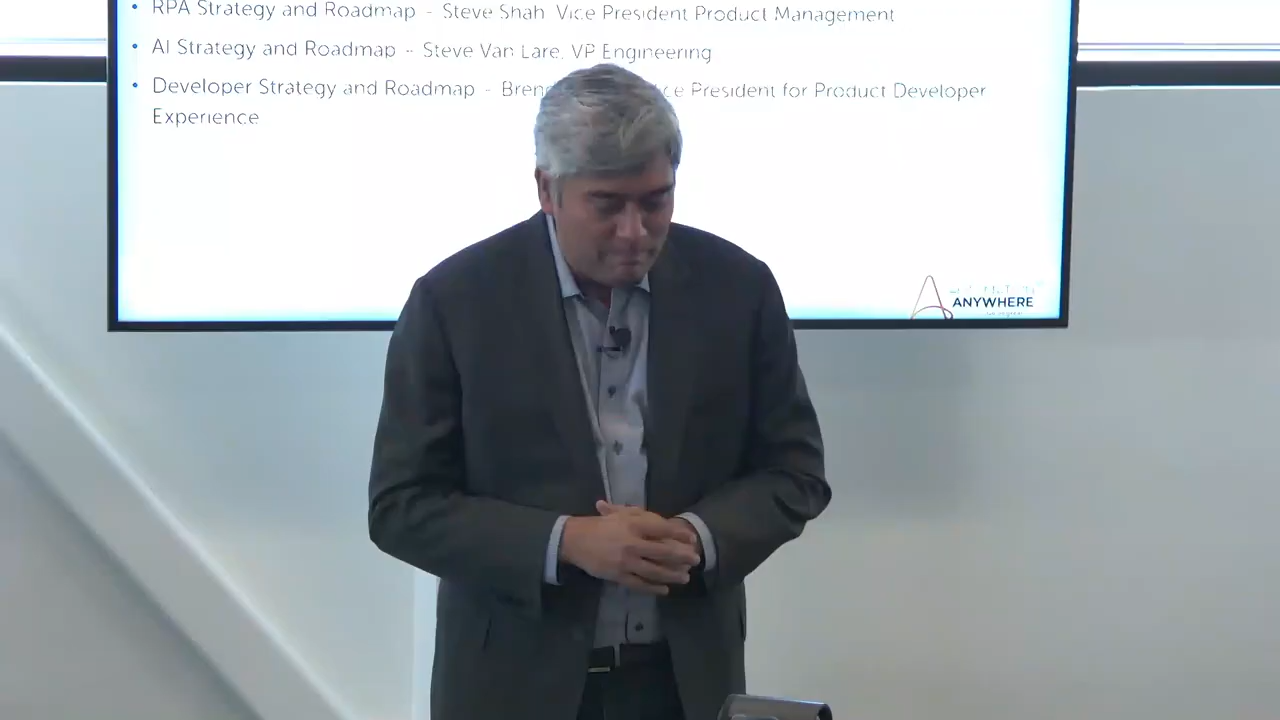 RPA Strategy and Roadmap - Steve Shah Vice President Product Management
AI Strategy and Roadmap - Steve Van Lare, VP Engineering
Developer Strategy and Roadmap - Bren ce President for Product Developer
Experience
ANYWHERE